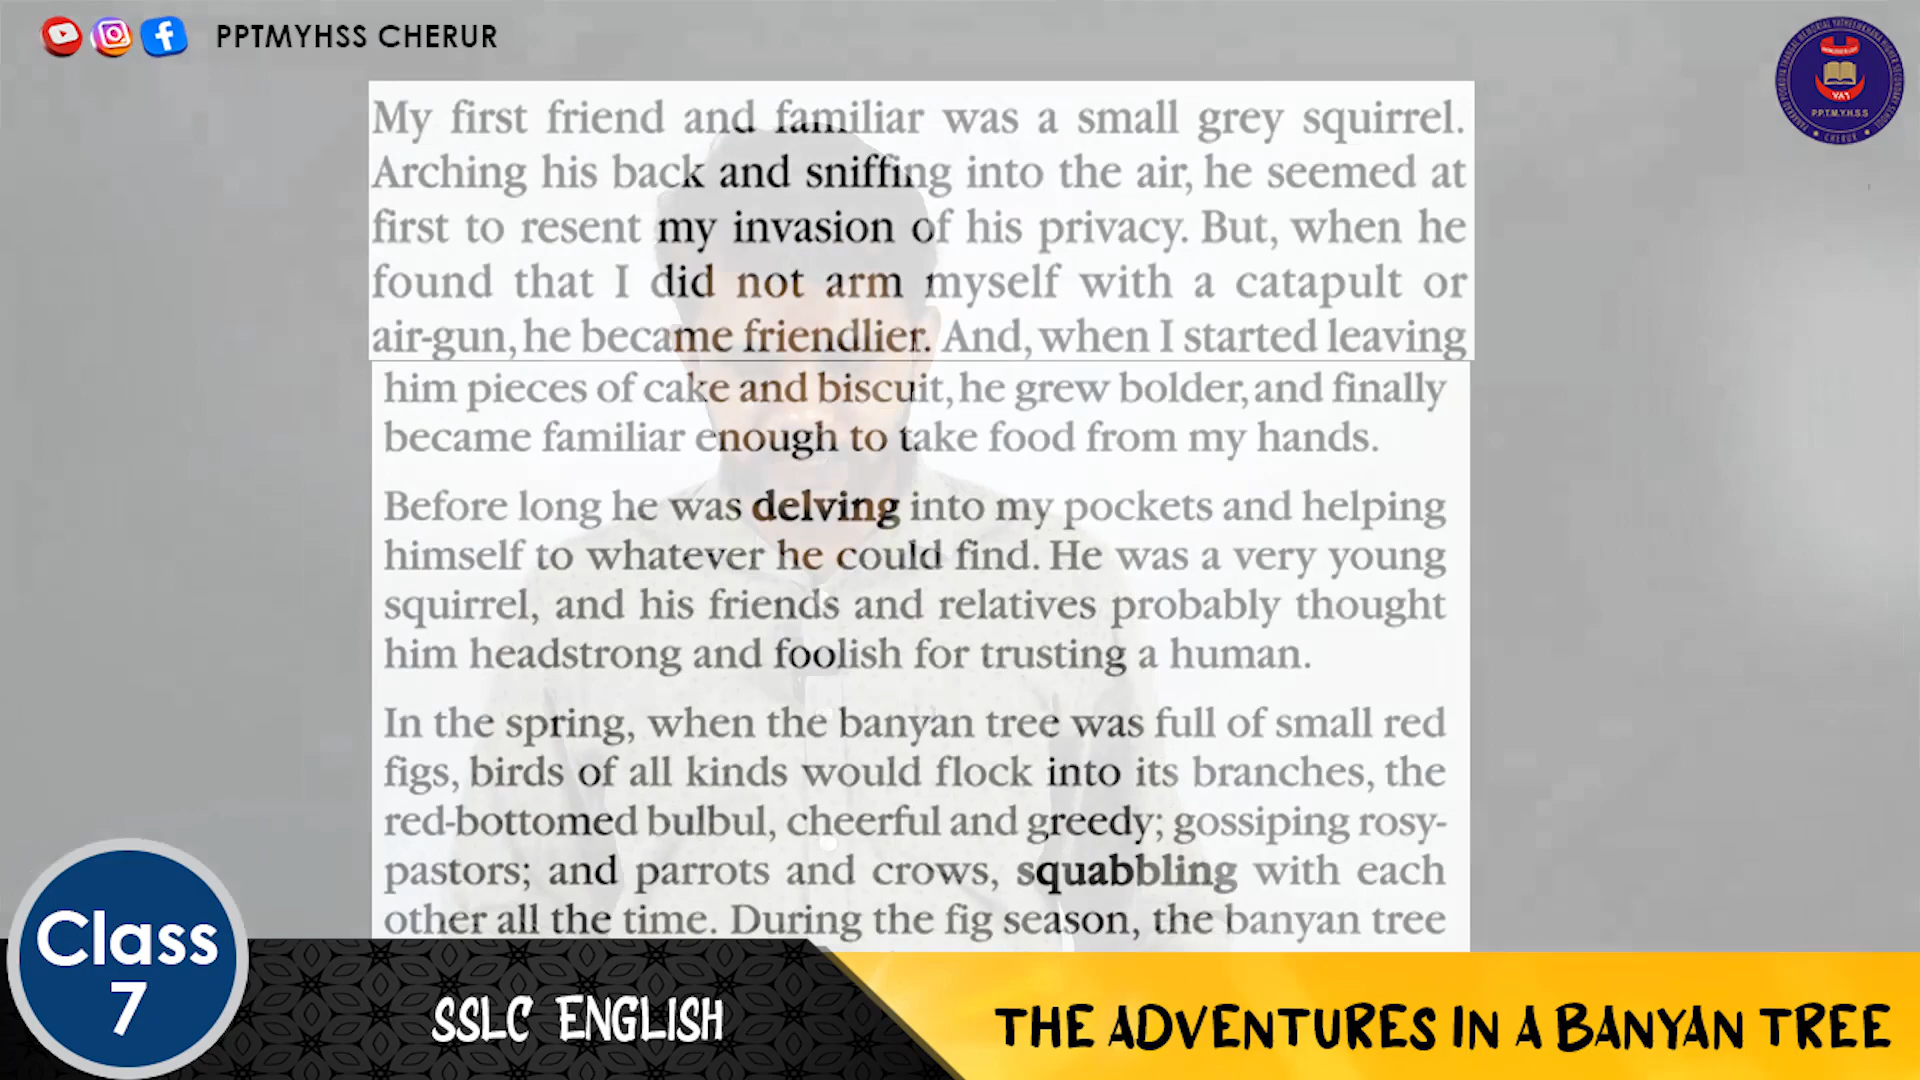 PPTMYHSS CHERUR
My first friend and familiar was a small grey squirrel.
Arching his back and sniffing into the air, he seemed at
first to resent my invasion of his privacy. But, when he
found that I did not arm myself with a catapult or
air-gun, he became friendlier. And, when I started leaving
him pieces of cake and biscuit, he grew bolder, and finally
became familiar enough to take food from my hands.
Before long he was delving into my pockets and helping
himself to whatever he could find. He was a very young
squirrel, and his friends and relatives probably thought
him headstrong and foolish for trusting a human.
In the spring, when the banyan tree was full of small red
figs, birds of all kinds would flock into its branches, the
red-bottomed bulbul, cheerful and greedy; gossiping rosy-
pastors; and parrots and crows, squabbling with each
other all the time. During the fig season, the banyan tree
Class
7
SSLC ENGLISH
THE ADVENTURES IN A BANYAN TREE
P.P.T.M.Y.H.S.S
CHERUR